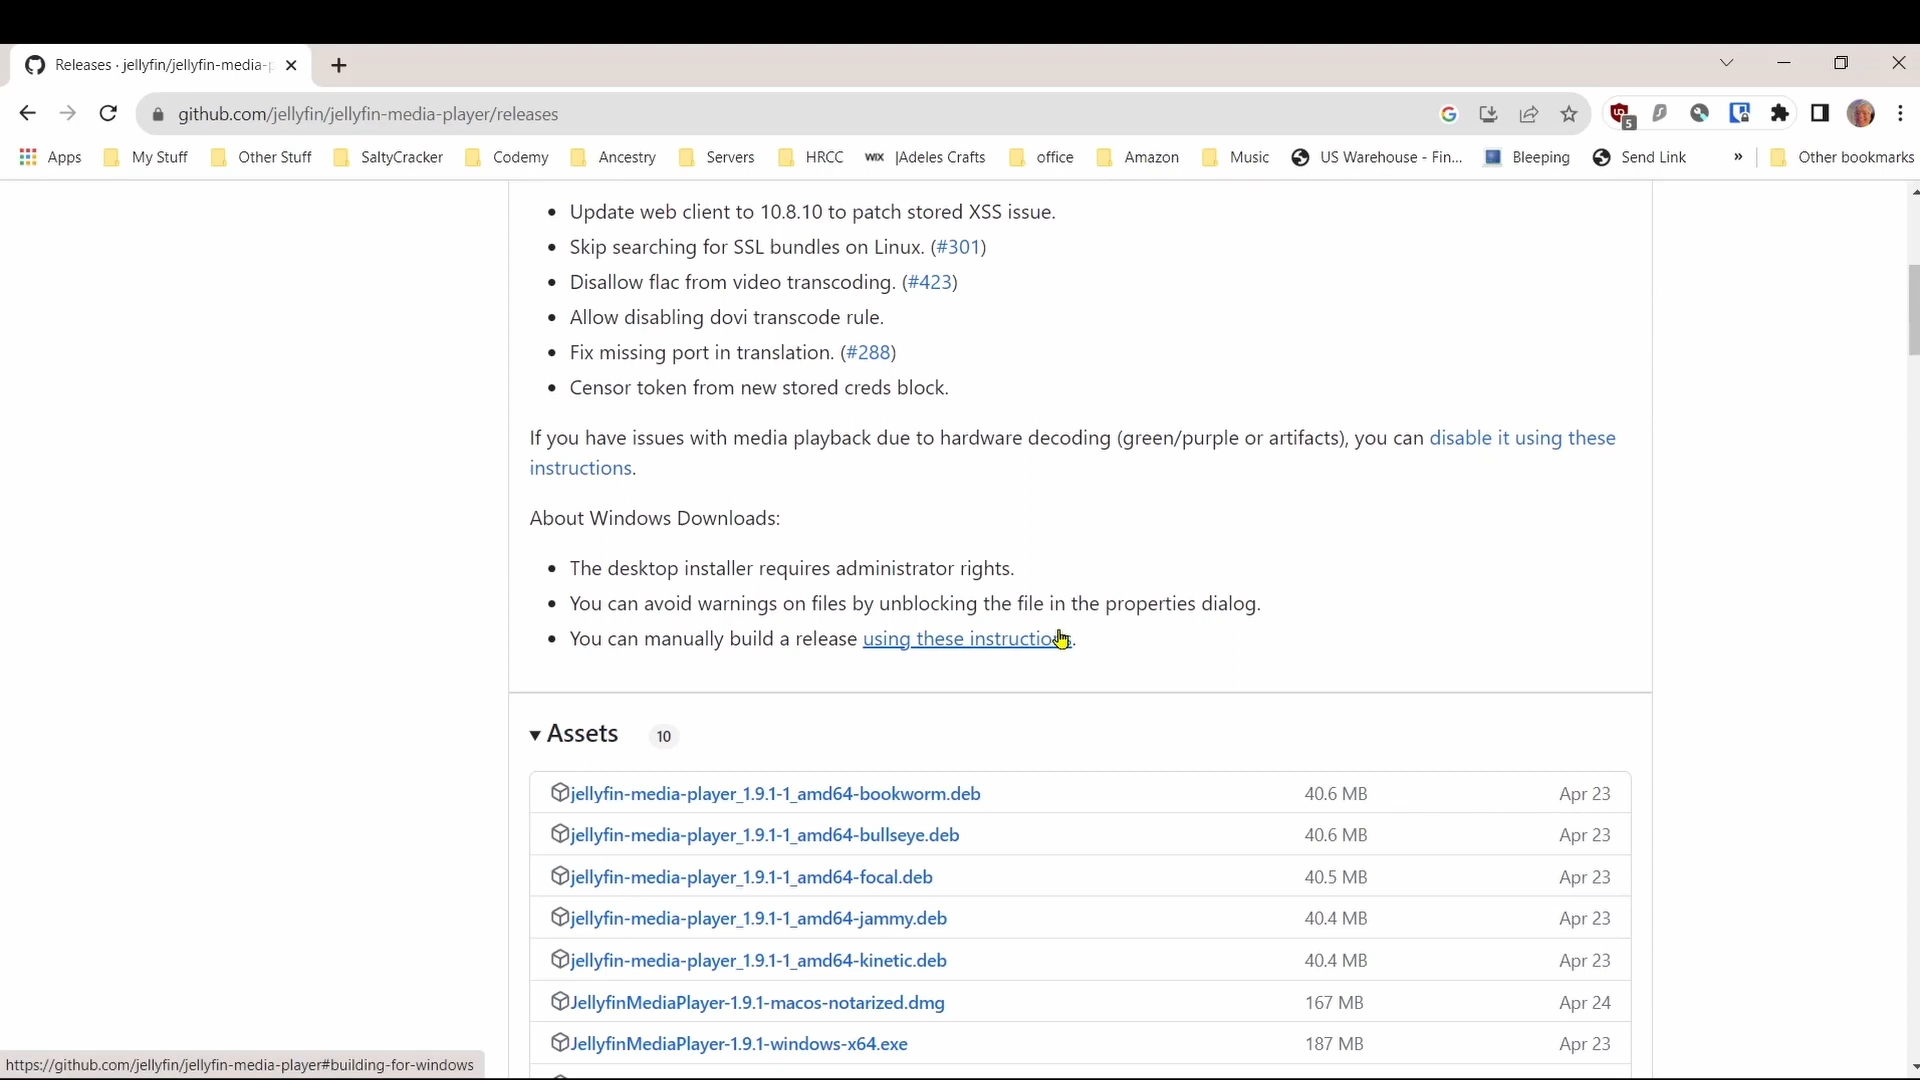 Releases · jellyfin/jellyfin-media-p
github.com/jellyfin/jellyfin-media-player/releases
5
Apps My Stuff Other Stuff SaltyCracker Codemy Ancestry Servers HRCC WIX |Adeles Crafts office Amazon Music US Warehouse - Fin... Bleeping Send Link » Other bookmarks
• Update web client to 10.8.10 to patch stored XSS issue.
• Skip searching for SSL bundles on Linux. (#301)
• Disallow flac from video transcoding. (#423)
• Allow disabling dovi transcode rule.
• Fix missing port in translation. (#288)
• Censor token from new stored creds block.
If you have issues with media playback due to hardware decoding (green/purple or artifacts), you can disable it using these
instructions.
About Windows Downloads:
• The desktop installer requires administrator rights.
• You can avoid warnings on files by unblocking the file in the properties dialog.
• You can manually build a release using these instructions.
Assets 10
jellyfin-media-player_1.9.1-1_amd64-bookworm.deb 40.6 MB Apr 23
jellyfin-media-player_1.9.1-1_amd64-bullseye.deb 40.6 MB Apr 23
jellyfin-media-player_1.9.1-1_amd64-focal.deb 40.5 MB Apr 23
jellyfin-media-player_1.9.1-1_amd64-jammy.deb 40.4 MB Apr 23
jellyfin-media-player_1.9.1-1_amd64-kinetic.deb 40.4 MB Apr 23
JellyfinMediaPlayer-1.9.1-macos-notarized.dmg 167 MB Apr 24
JellyfinMediaPlayer-1.9.1-windows-x64.exe 187 MB Apr 23
https://github.com/jellyfin/jellyfin-media-player#building-for-windows